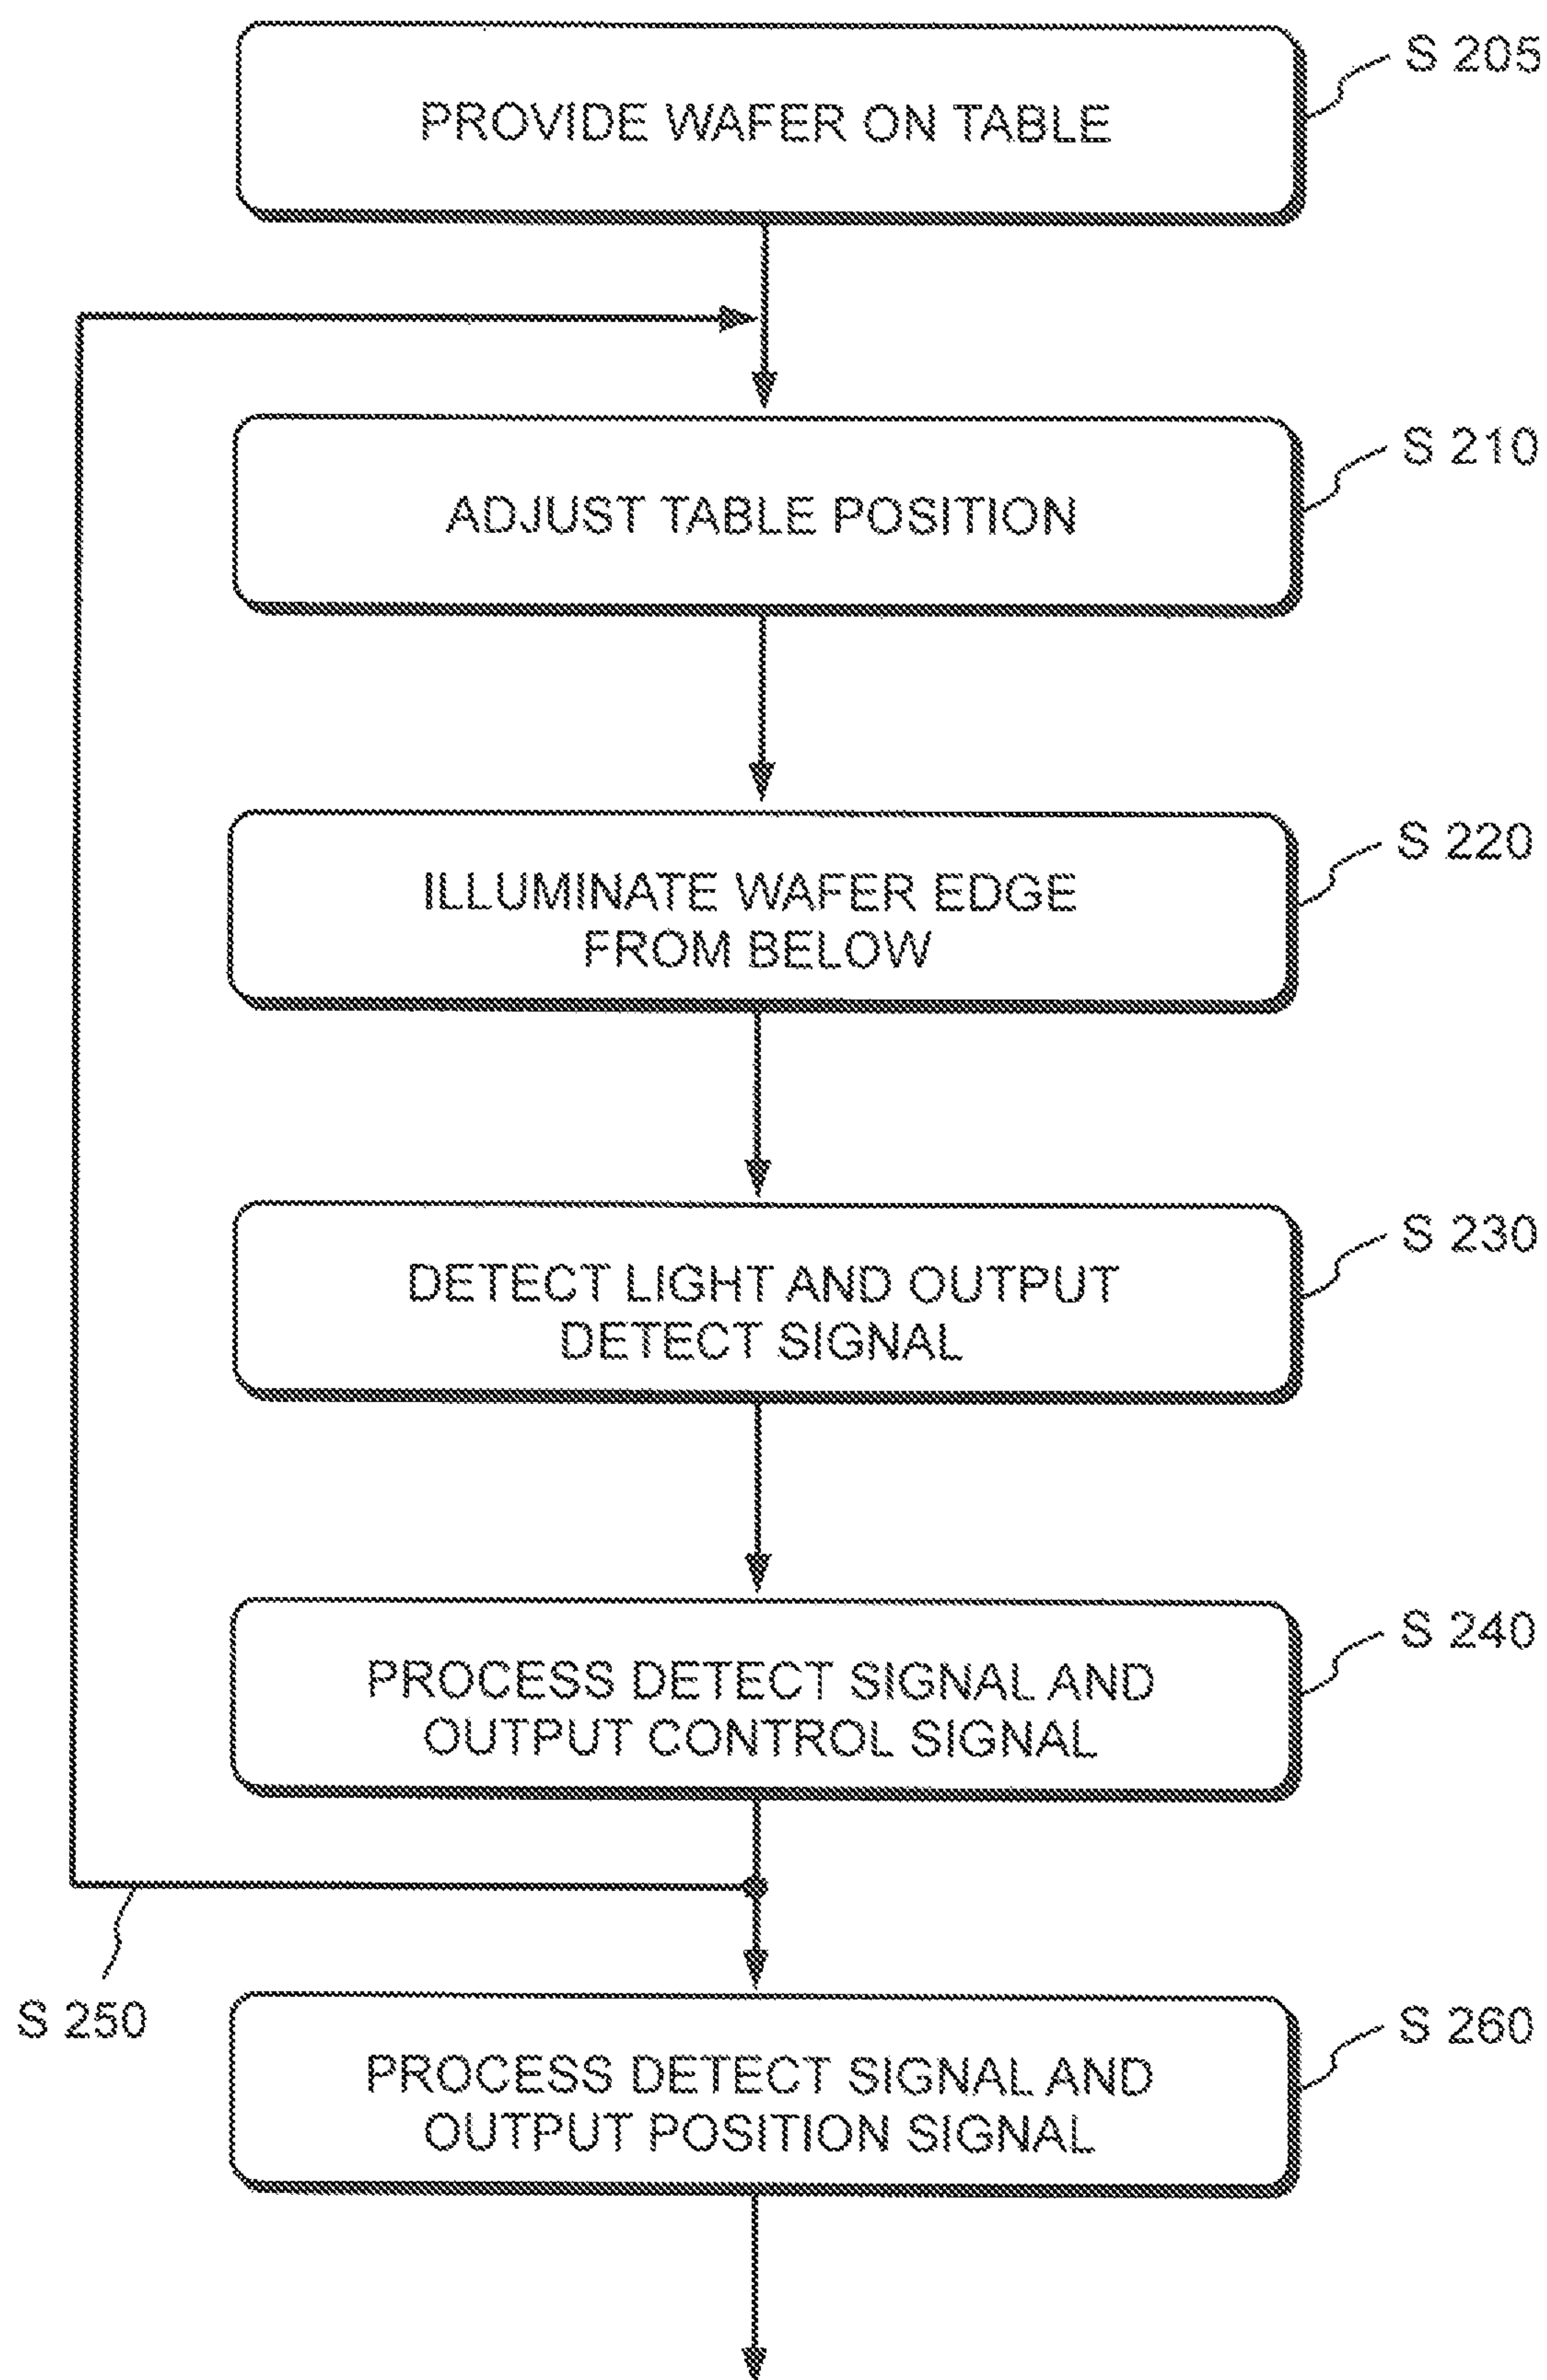 PROVIDE WAFER ON TABLE
S 205
ADJUST TABLE POSITION
S 210
ILLUMINATE WAFER EDGE
FROM BELOW
S 220
DETECT LIGHT AND OUTPUT
DETECT SIGNAL
S 230
PROCESS DETECT SIGNAL AND
OUTPUT CONTROL SIGNAL
S 240
S 250
PROCESS DETECT SIGNAL AND
OUTPUT POSITION SIGNAL
S 260